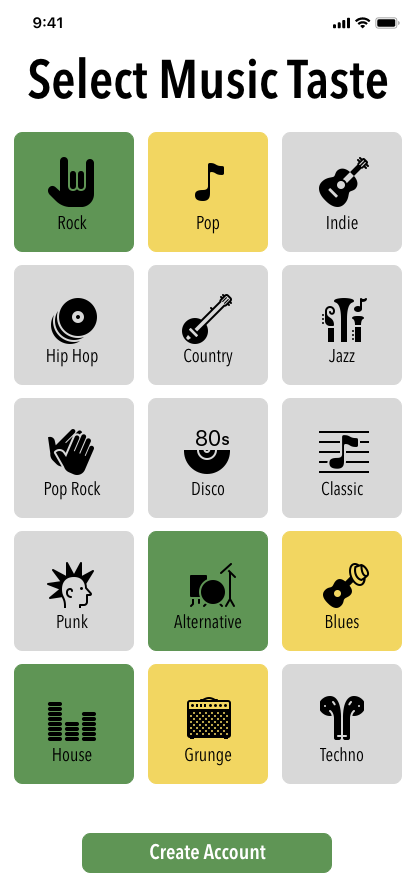 9:41
Select Music Taste
Rock
Pop
Indie
Hip Hop
Country
Jazz
Pop Rock
80s
Disco
Classic
Punk
Alternative
Blues
House
Grunge
Techno
Create Account